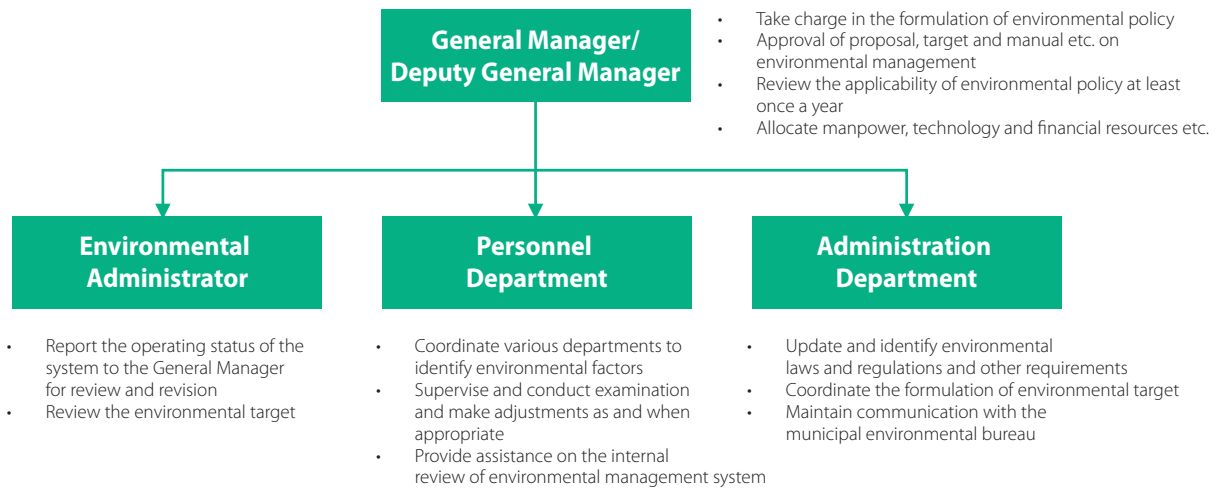 General Manager/
Deputy General Manager
• Take charge in the formulation of environmental policy
• Approval of proposal, target and manual etc. on
environmental management
• Review the applicability of environmental policy at least
once a year
• Allocate manpower, technology and financial resources etc.
Environmental
Administrator
• Report the operating status of the
system to the General Manager
for review and revision
• Review the environmental target
Personnel
Department
• Coordinate various departments to
identify environmental factors
• Supervise and conduct examination
and make adjustments as and when
appropriate
• Provide assistance on the internal
review of environmental management system
Administration
Department
• Update and identify environmental
laws and regulations and other requirements
• Coordinate the formulation of environmental target
• Maintain communication with the
municipal environmental bureau